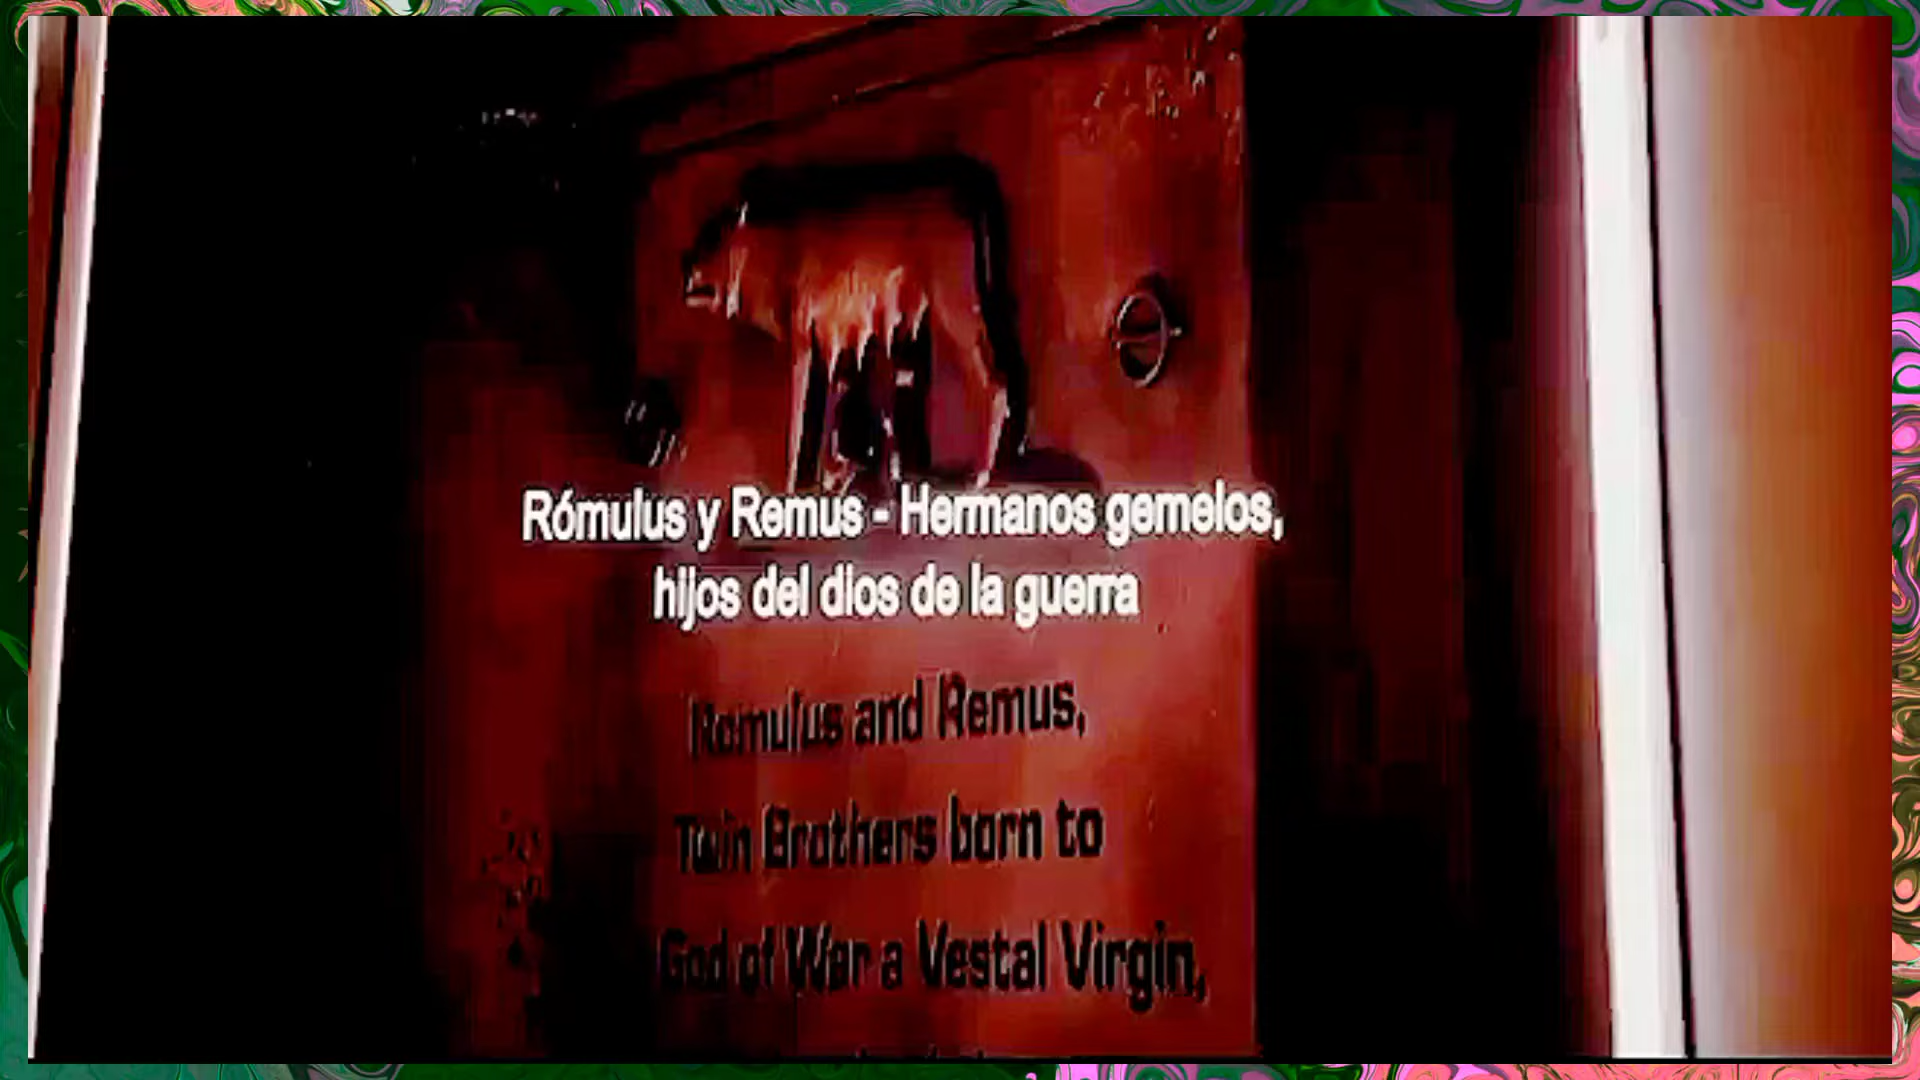 Rómulus y Remus - Hermanos gemelos,
hijos del dios de la guerra
Romulus and Remus,
Twin Brothers born to
God of War a Vestal Virgin,